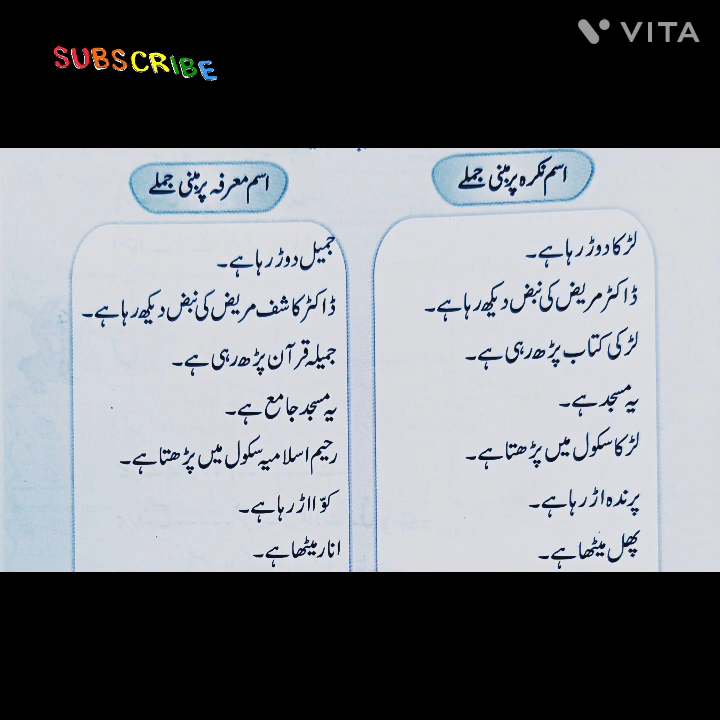 SUBSCRIBE
VITA
اسم نکرہ پر مبنی جملے
لڑکا دوڑ رہا ہے۔
ڈاکٹر مریض کی نبض دیکھ رہا ہے۔
لڑکی کتاب پڑھ رہی ہے۔
یہ مسجد ہے۔
لڑکا سکول میں پڑھتا ہے۔
پرندہ اڑ رہا ہے۔
پھل میٹھا ہے۔
اسم معرفہ پر مبنی جملے
جمیل دوڑ رہا ہے۔
ڈاکٹر کاشف مریض کی نبض دیکھ رہا ہے۔
جمیلہ قرآن پڑھ رہی ہے۔
یہ مسجد جامع ہے۔
رحیم اسلامیہ سکول میں پڑھتا ہے۔
کوّا اڑ رہا ہے۔
انار میٹھا ہے۔